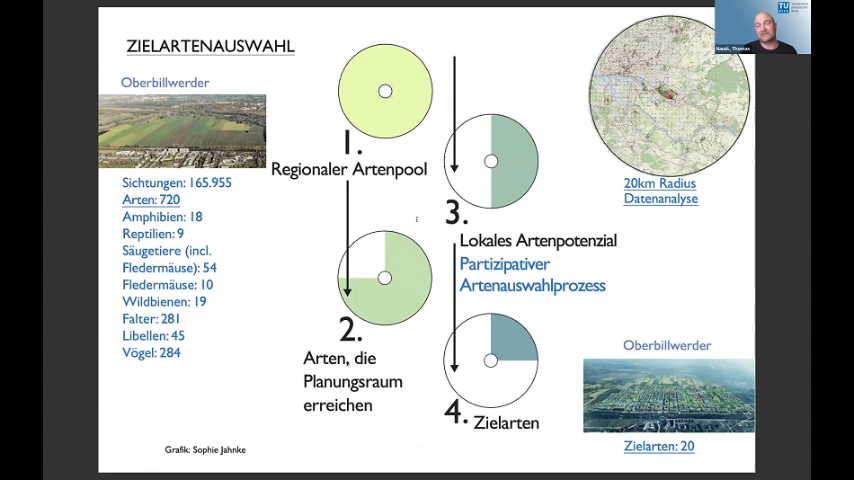 ZIELARTENAUSWAHL
Oberbillwerder
Sichtungen: 165.955
Arten: 720
Amphibien: 18
Reptilien: 9
Säugetiere (incl.
Fledermäuse): 54
Fledermäuse: 10
Wildbienen: 19
Falter: 281
Libellen: 45
Vögel: 284
1.
Regionaler Artenpool
2.
Arten, die
Planungsraum
erreichen
3.
Lokales Artenpotenzial
Partizipativer
Artenauswahlprozess
4. Zielarten
20km Radius
Datenanalyse
Oberbillwerder
Zielarten: 20
Grafik: Sophie Jahnke
Hauck, Thomas
TU